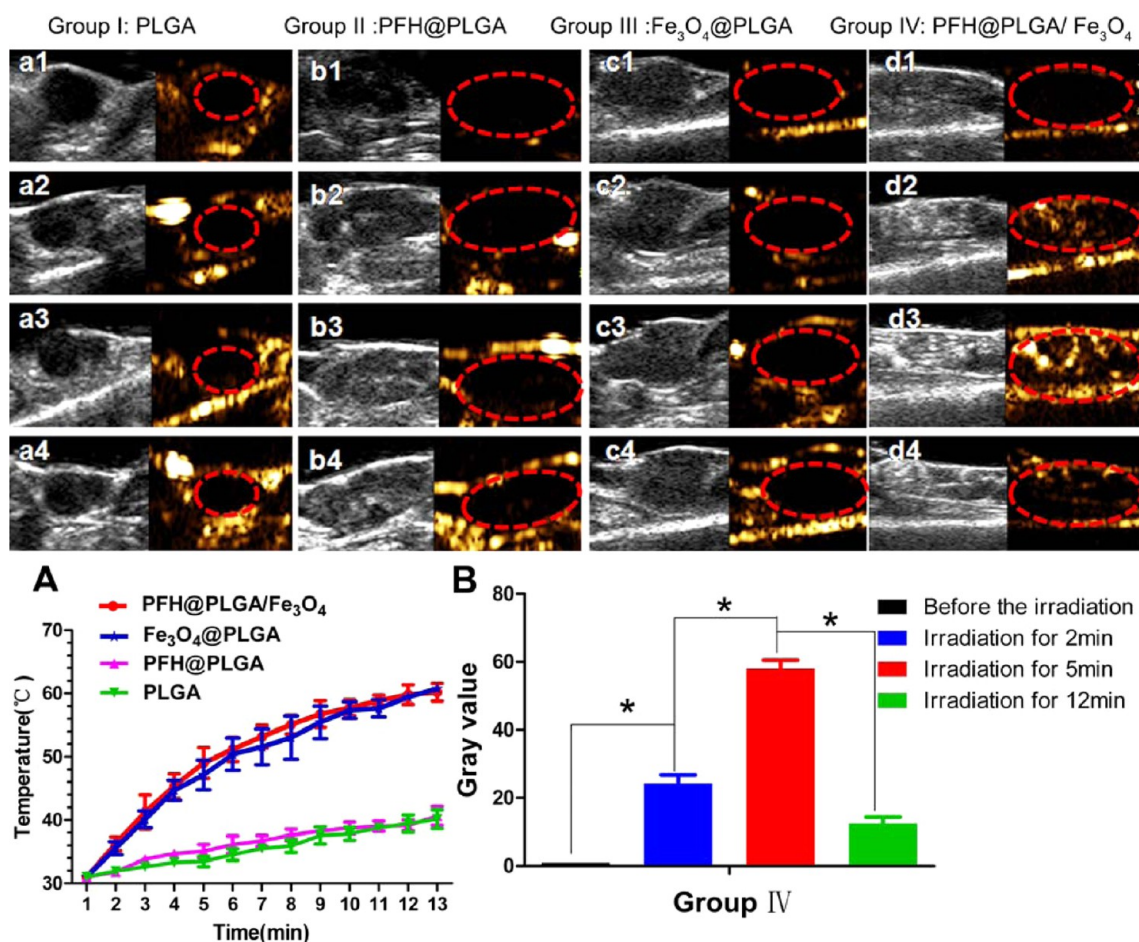 Group I: PLGA
Group II :PFH@PLGA
Group III :Fe₃O₄@PLGA
Group IV: PFH@PLGA/ Fe₃O₄
a1
b1
c1
d1
a2
b2
c2
d2
a3
b3
c3
d3
a4
b4
c4
d4
A
PFH@PLGA/Fe₃O₄
Fe₃O₄@PLGA
PFH@PLGA
PLGA
Temperature(℃)
70
60
50
40
30
1 2 3 4 5 6 7 8 9 10 11 12 13
Time(min)
B
Before the irradiation
Irradiation for 2min
Irradiation for 5min
Irradiation for 12min
Gray value
80
60
40
20
0
*
*
*
Group Ⅳ